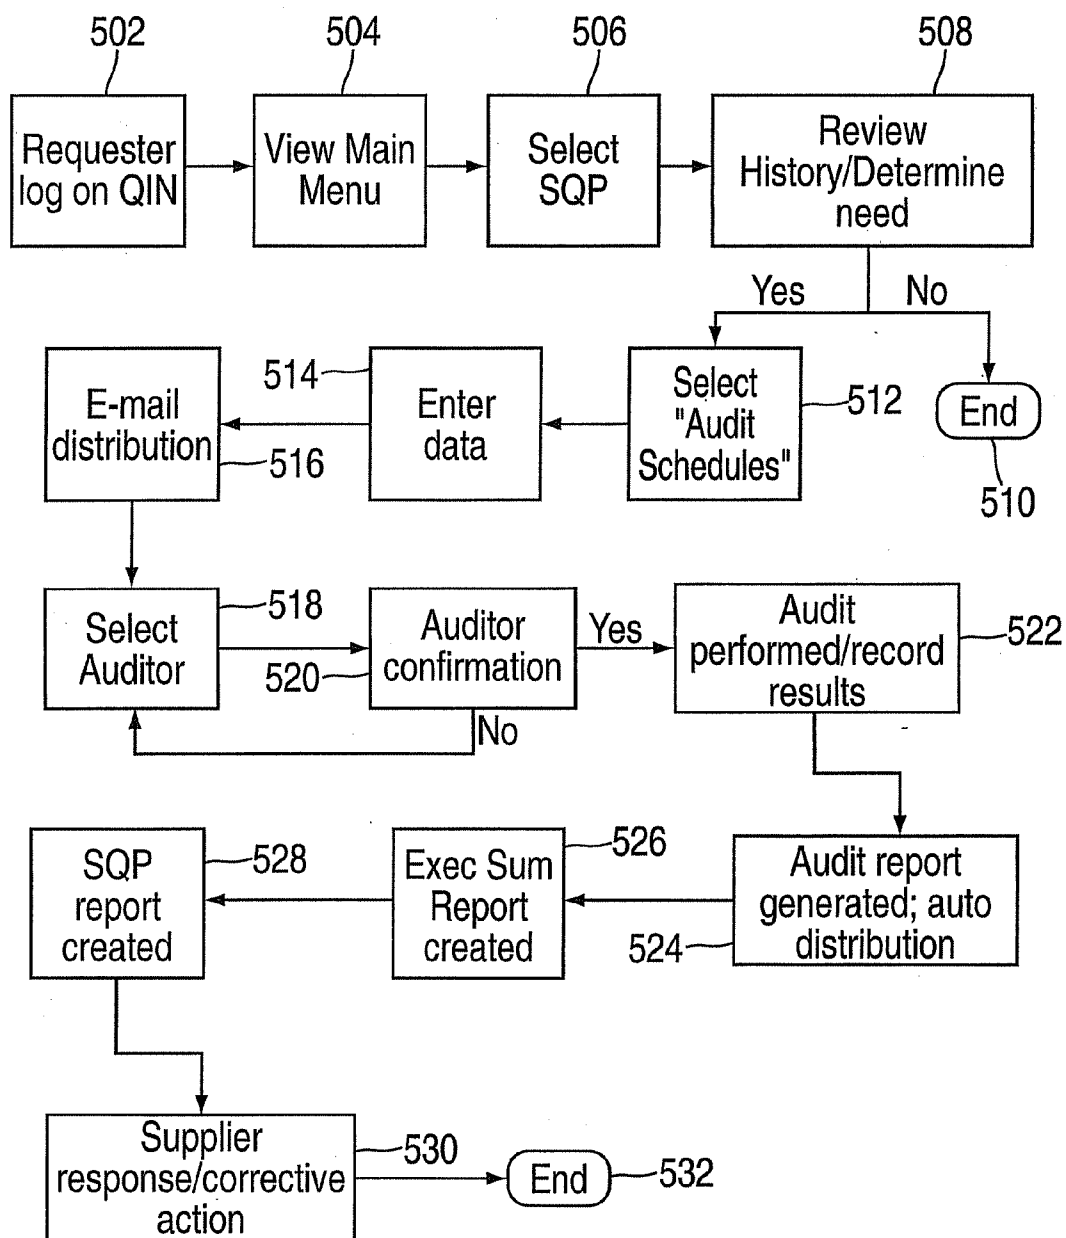 502
504
506
508
Requester
log on QIN
View Main
Menu
Select
SQP
Review
History/Determine
need
Yes
No
E-mail
distribution
516
514
Enter
data
Select
"Audit
Schedules"
512
End
510
Select
Auditor
518
520
Auditor
confirmation
Yes
No
Audit
performed/record
results
522
SQP
report
created
528
Exec Sum
Report
created
526
Audit report
generated; auto
distribution
524
Supplier
response/corrective
action
530
End
532